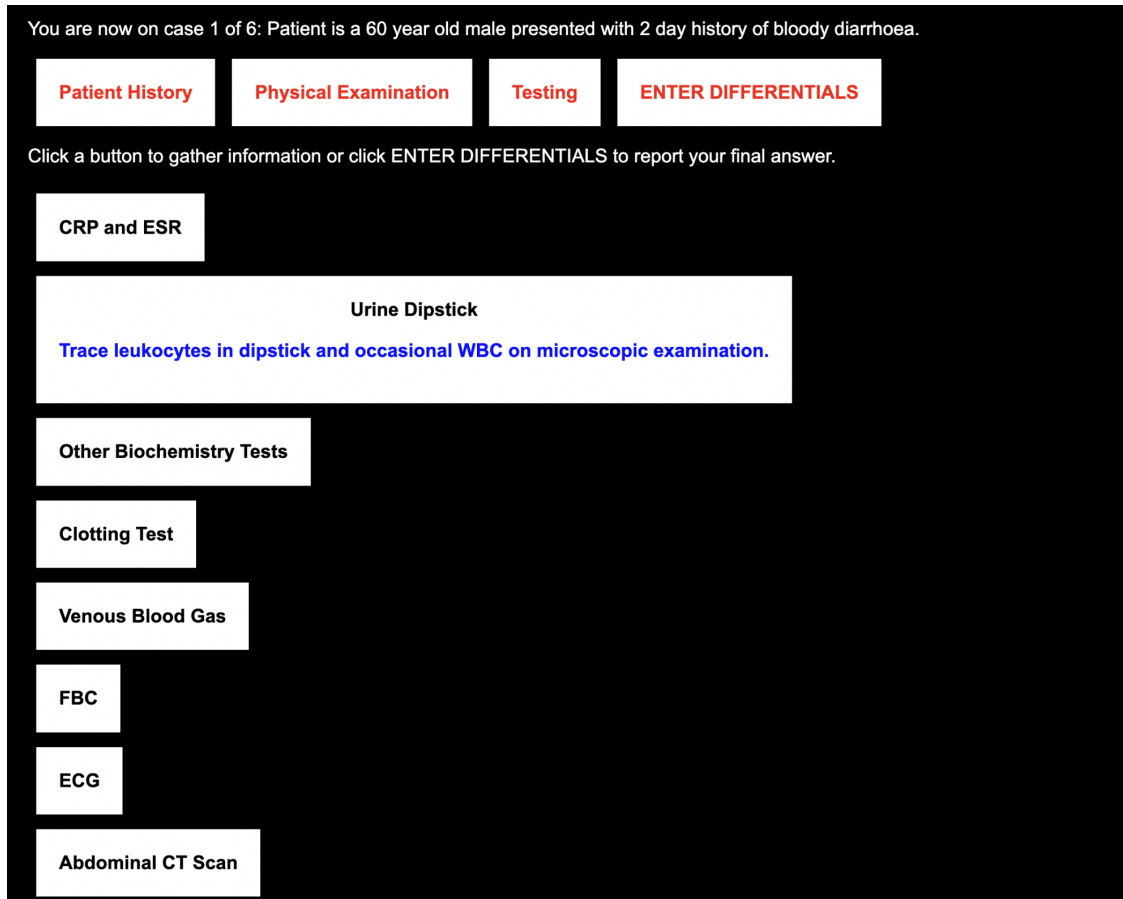 You are now on case 1 of 6: Patient is a 60 year old male presented with 2 day history of bloody diarrhoea.
Patient History Physical Examination Testing ENTER DIFFERENTIALS
Click a button to gather information or click ENTER DIFFERENTIALS to report your final answer.
CRP and ESR
Urine Dipstick
Trace leukocytes in dipstick and occasional WBC on microscopic examination.
Other Biochemistry Tests
Clotting Test
Venous Blood Gas
FBC
ECG
Abdominal CT Scan